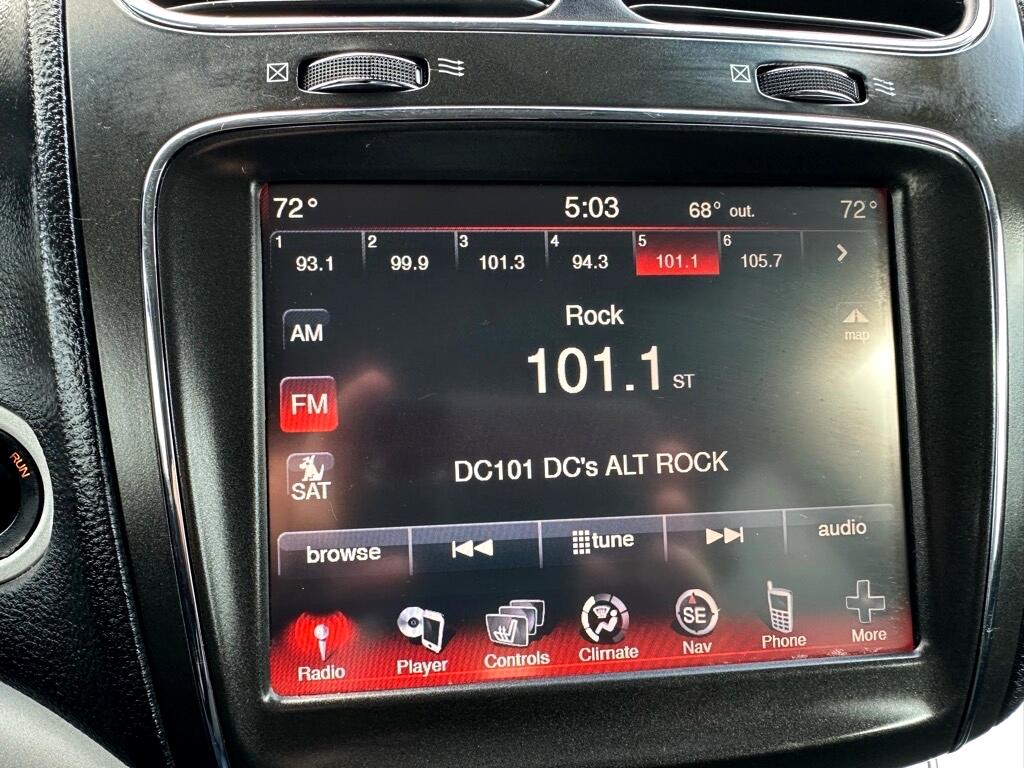 72° 5:03 68° out. 72°
1 93.1 2 99.9 3 101.3 4 94.3 5 101.1 6 105.7 >
Rock
map
AM
101.1 ST
FM
DC101 DC's ALT ROCK
SAT
RUN
browse tune audio
SE
Radio Player Controls Climate Nav Phone More